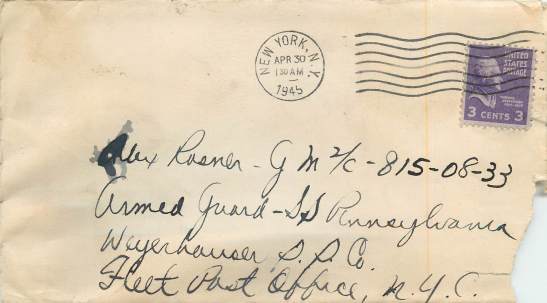 NEW YORK, N.Y.
APR 30
1 30 AM
1945
UNITED
STATES
POSTAGE
3 CENTS 3
Alex Rosner - G M 2/c - 815-08-33
Armed Guard - SS Pennsylvania
Weyerhauser S. S. Co.
Fleet Post Office, N.Y.C.